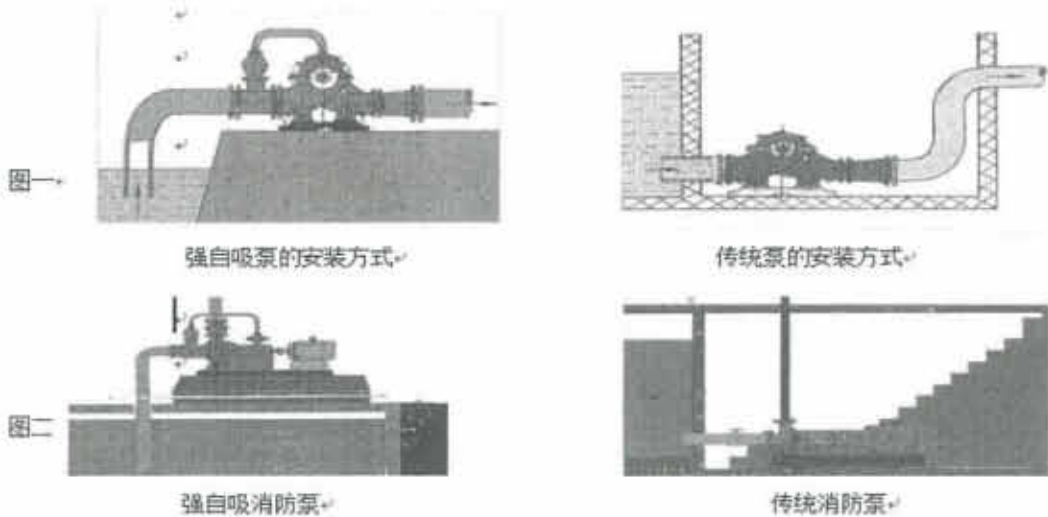 图一
强自吸泵的安装方式
传统泵的安装方式
图二
强自吸消防泵
传统消防泵